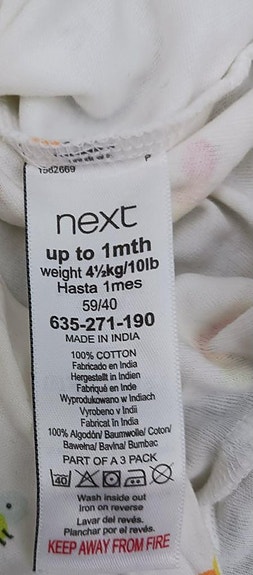 1562669 P
next
up to 1mth
weight 4½kg/10lb
Hasta 1mes
59/40
635-271-190
MADE IN INDIA
100% COTTON
Fabricado en India
Hergestellt in Indien
Fabriqué en Inde
Wyprodukowano w Indiach
Vyrobeno v Indii
Fabricat în India
100% Algodón/ Baumwolle/ Coton/
Bawełna/ Bavlna/ Bumbac
PART OF A 3 PACK
40
Wash inside out
Iron on reverse
Lavar del revés.
Planchar por el revés.
KEEP AWAY FROM FIRE